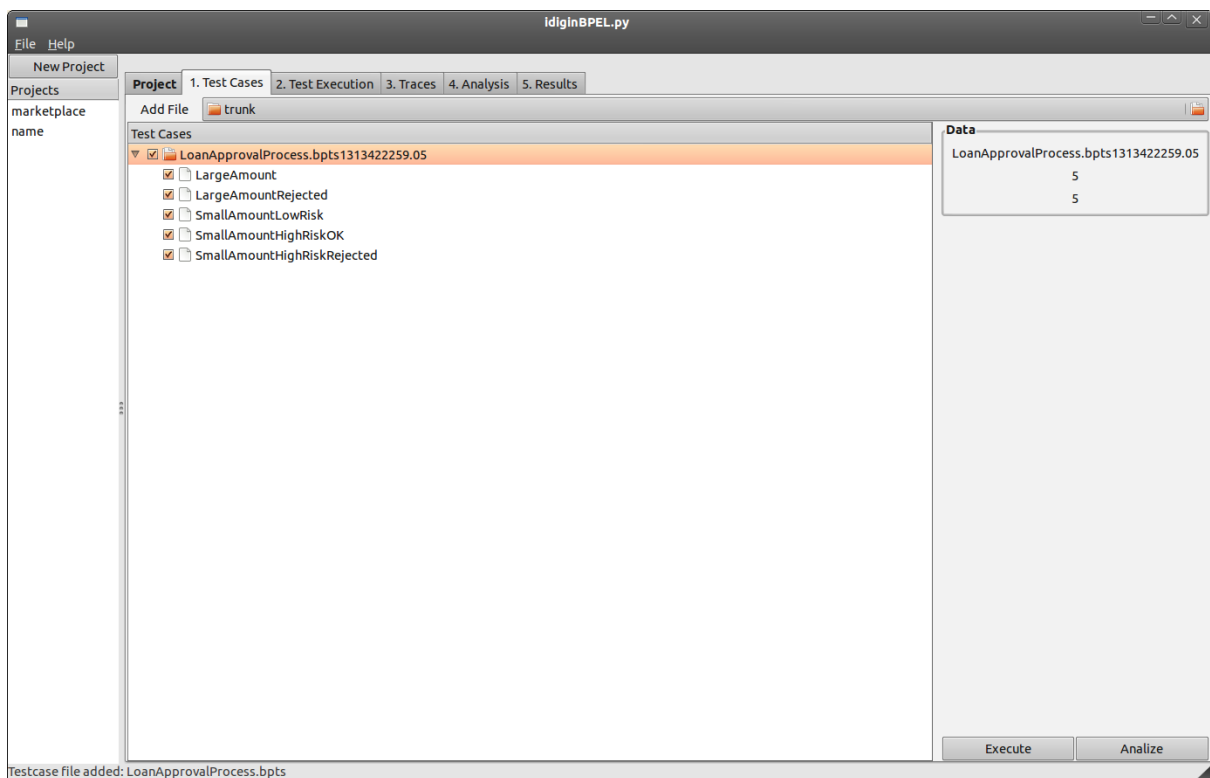 idiginBPEL.py
File Help
New Project
Projects
marketplace
name
Project 1. Test Cases 2. Test Execution 3. Traces 4. Analysis 5. Results
Add File trunk
Test Cases
LoanApprovalProcess.bpts1313422259.05
LargeAmount
LargeAmountRejected
SmallAmountLowRisk
SmallAmountHighRiskOK
SmallAmountHighRiskRejected
Data
LoanApprovalProcess.bpts1313422259.05
5
5
Execute Analize
Testcase file added: LoanApprovalProcess.bpts